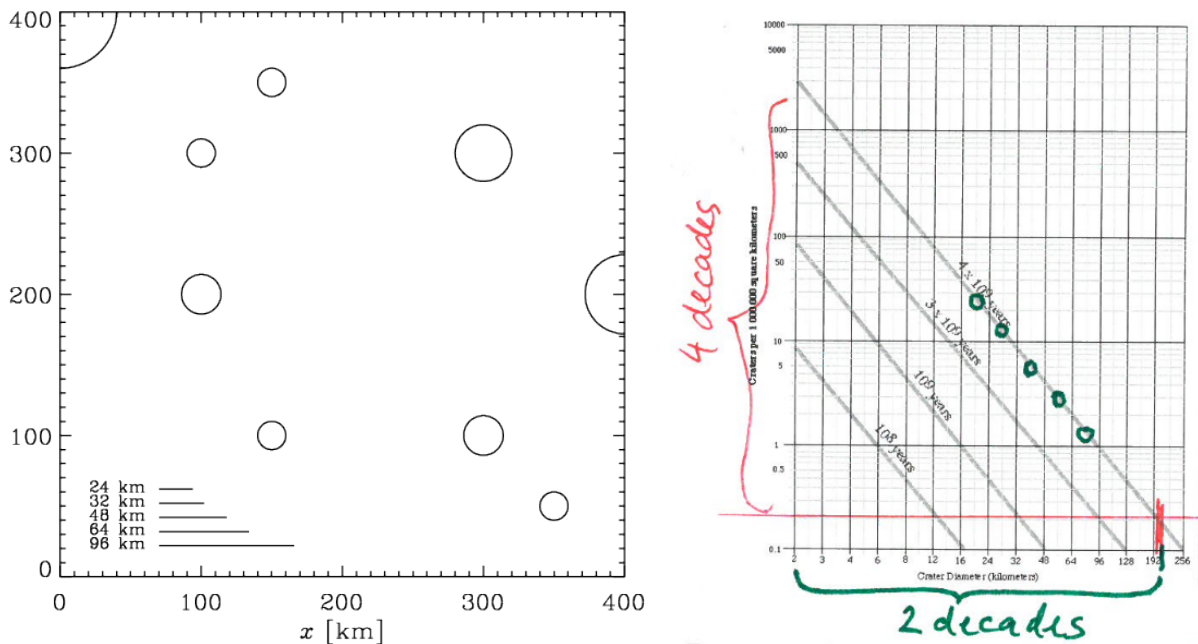 400
300
200
100
0
24 km
32 km
48 km
64 km
96 km
0 100 200 300 400
x [km]
10000
5000
1000
500
100
50
10
5
1
0.5
0.1
Craters per 1 000.000 square kilometers
4 x 109 years
3 x 109 years
109 years
108 years
2 3 4 6 8 12 16 24 32 48 64 96 128 192 256
Crater Diameter (kilometers)
4 decades
2 decades